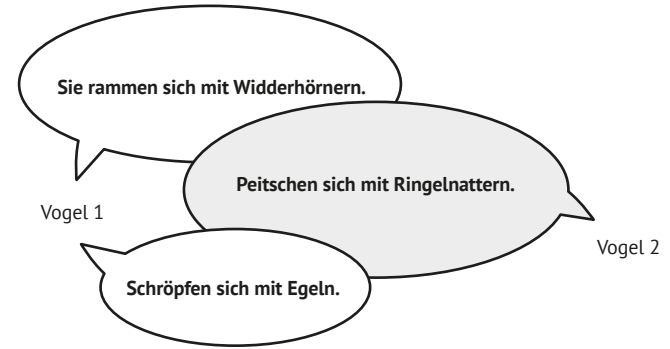 Sie rammen sich mit Widderhörnern.
Peitschen sich mit Ringelnattern.
Vogel 1
Vogel 2
Schröpfen sich mit Egeln.